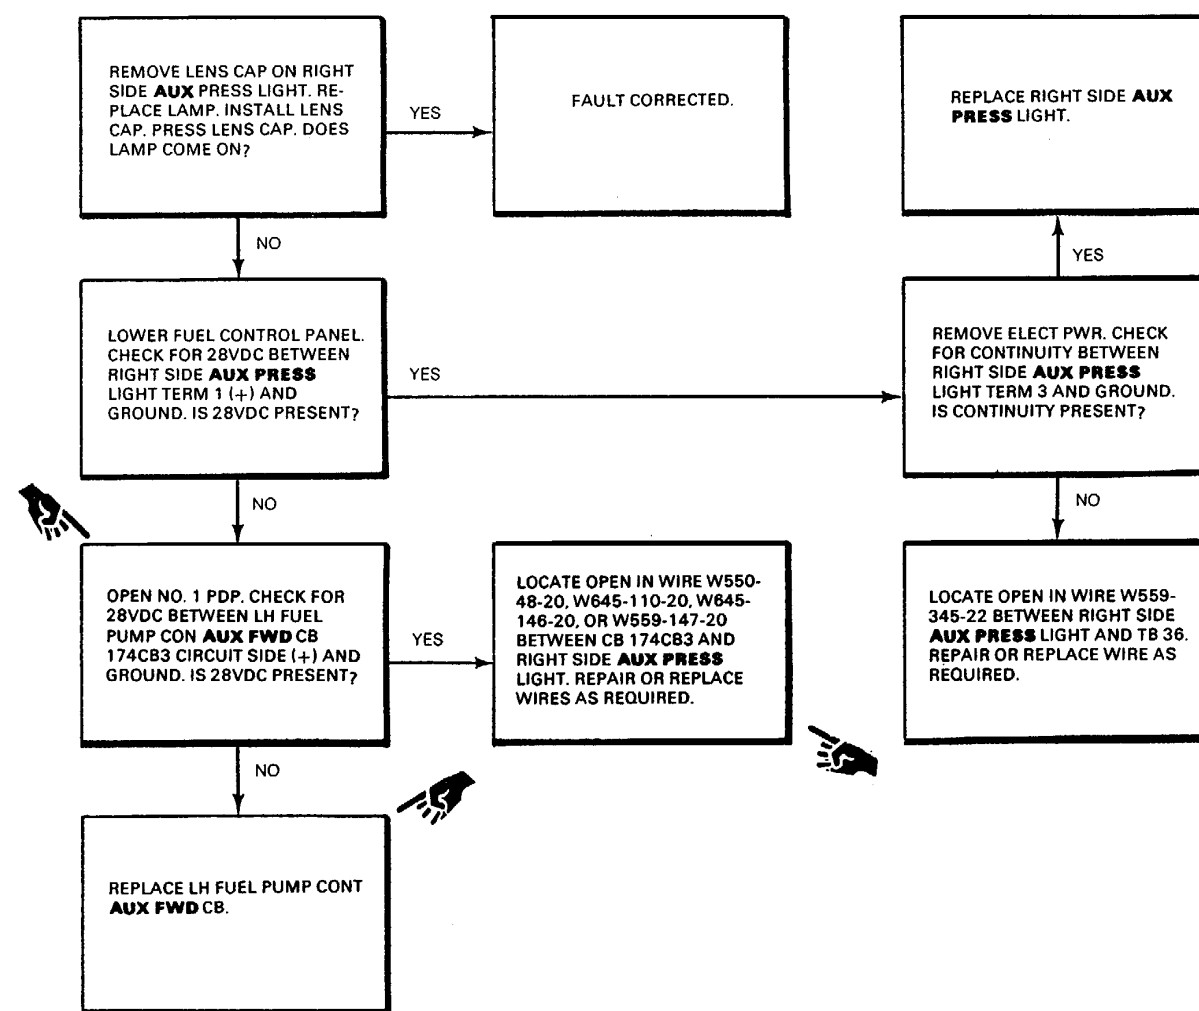 REMOVE LENS CAP ON RIGHT
SIDE AUX PRESS LIGHT. RE-
PLACE LAMP. INSTALL LENS
CAP. PRESS LENS CAP. DOES
LAMP COME ON?
YES
FAULT CORRECTED.
REPLACE RIGHT SIDE AUX
PRESS LIGHT.
NO
YES
LOWER FUEL CONTROL PANEL.
CHECK FOR 28VDC BETWEEN
RIGHT SIDE AUX PRESS
LIGHT TERM 1 (+) AND
GROUND. IS 28VDC PRESENT?
YES
REMOVE ELECT PWR. CHECK
FOR CONTINUITY BETWEEN
RIGHT SIDE AUX PRESS
LIGHT TERM 3 AND GROUND.
IS CONTINUITY PRESENT?
NO
NO
OPEN NO. 1 PDP. CHECK FOR
28VDC BETWEEN LH FUEL
PUMP CON AUX FWD CB
174CB3 CIRCUIT SIDE (+) AND
GROUND. IS 28VDC PRESENT?
YES
LOCATE OPEN IN WIRE W550-
48-20, W645-110-20, W645-
146-20, OR W559-147-20
BETWEEN CB 174CB3 AND
RIGHT SIDE AUX PRESS
LIGHT. REPAIR OR REPLACE
WIRES AS REQUIRED.
LOCATE OPEN IN WIRE W559-
345-22 BETWEEN RIGHT SIDE
AUX PRESS LIGHT AND TB 36.
REPAIR OR REPLACE WIRE AS
REQUIRED.
NO
REPLACE LH FUEL PUMP CONT
AUX FWD CB.